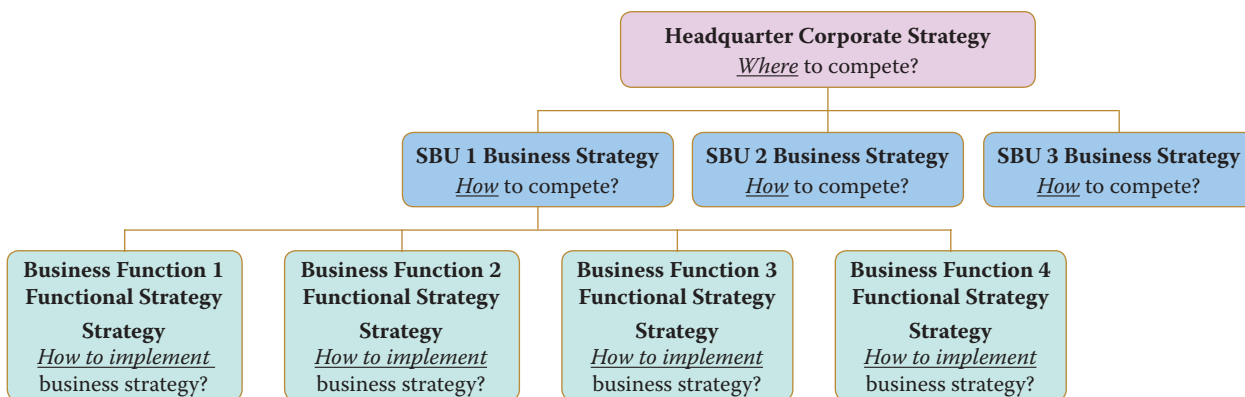 Headquarter Corporate Strategy
Where to compete?
SBU 1 Business Strategy
How to compete?
SBU 2 Business Strategy
How to compete?
SBU 3 Business Strategy
How to compete?
Business Function 1
Functional Strategy
Strategy
How to implement
business strategy?
Business Function 2
Functional Strategy
Strategy
How to implement
business strategy?
Business Function 3
Functional Strategy
Strategy
How to implement
business strategy?
Business Function 4
Functional Strategy
Strategy
How to implement
business strategy?